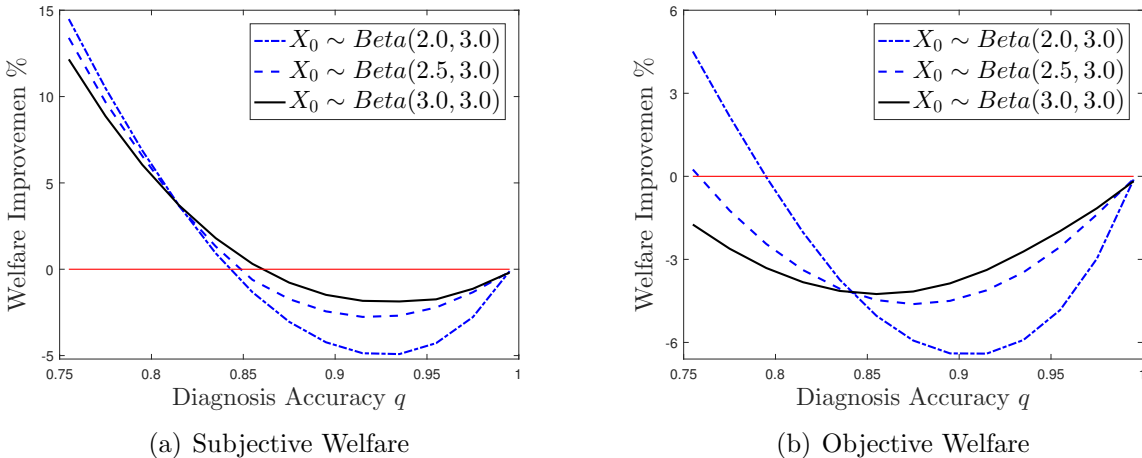 Welfare Improvement %
15
10
5
0
-5
X₀ ∼ Beta(2.0, 3.0)
X₀ ∼ Beta(2.5, 3.0)
X₀ ∼ Beta(3.0, 3.0)
0.75
0.8
0.85
0.9
0.95
1
Diagnosis Accuracy q
(a) Subjective Welfare
Welfare Improvemen %
6
3
0
-3
-6
X₀ ∼ Beta(2.0, 3.0)
X₀ ∼ Beta(2.5, 3.0)
X₀ ∼ Beta(3.0, 3.0)
0.75
0.8
0.85
0.9
0.95
1
Diagnosis Accuracy q
(b) Objective Welfare